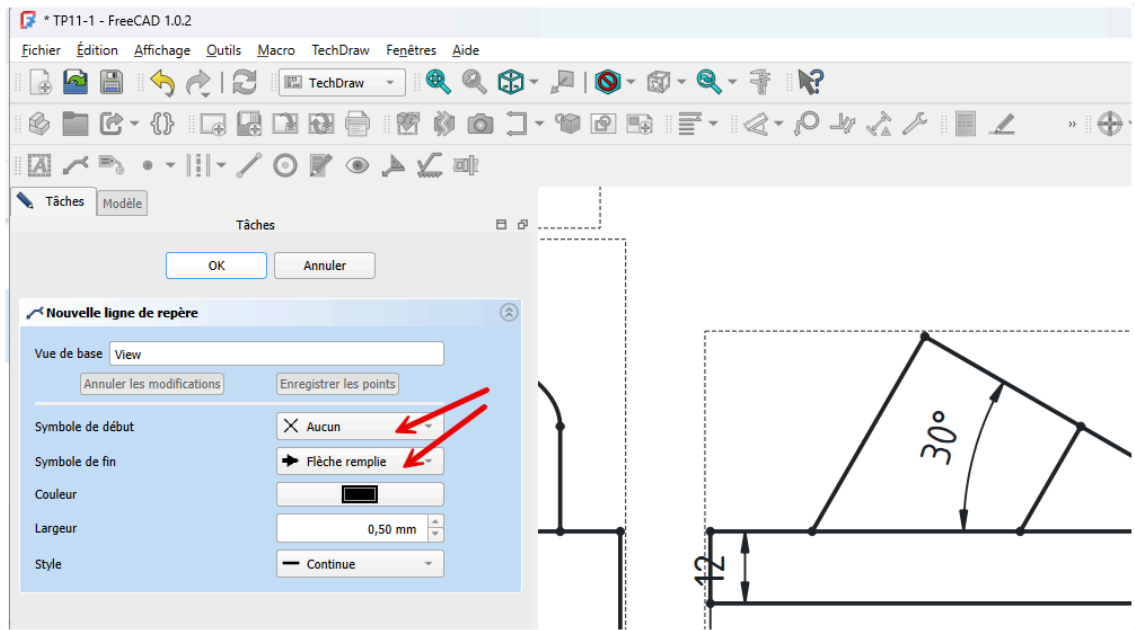 * TP11-1 - FreeCAD 1.0.2
Fichier Édition Affichage Outils Macro TechDraw Fenêtres Aide
TechDraw
»
Tâches Modèle
Tâches
OK Annuler
Nouvelle ligne de repère
Vue de base View
Annuler les modifications Enregistrer les points
Symbole de début Aucun
Symbole de fin Flèche remplie
Couleur
Largeur 0,50 mm
Style Continue
30°
12